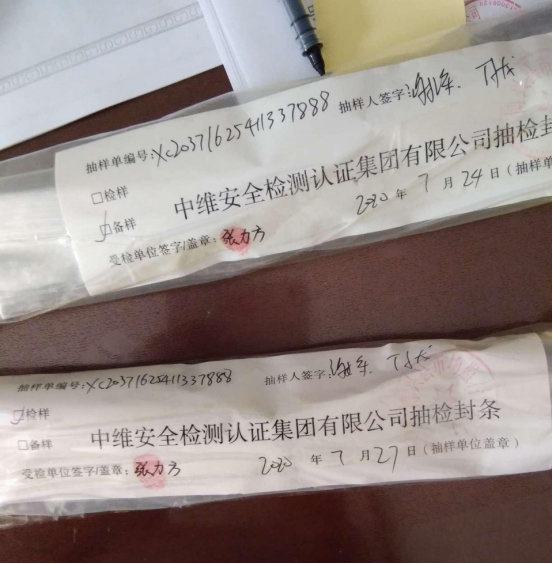 抽样单编号:XC20371625411337888 抽样人签字:
□检样
中维安全检测认证集团有限公司抽检封
☑备样
2020年7月24日(抽样单
受检单位签字/盖章:张力方
抽样单编号:XC20371625411337888 抽样人签字:
☑检样
中维安全检测认证集团有限公司抽检封条
□备样
受检单位签字/盖章:张力方 2020年7月27日(抽样单位盖章)